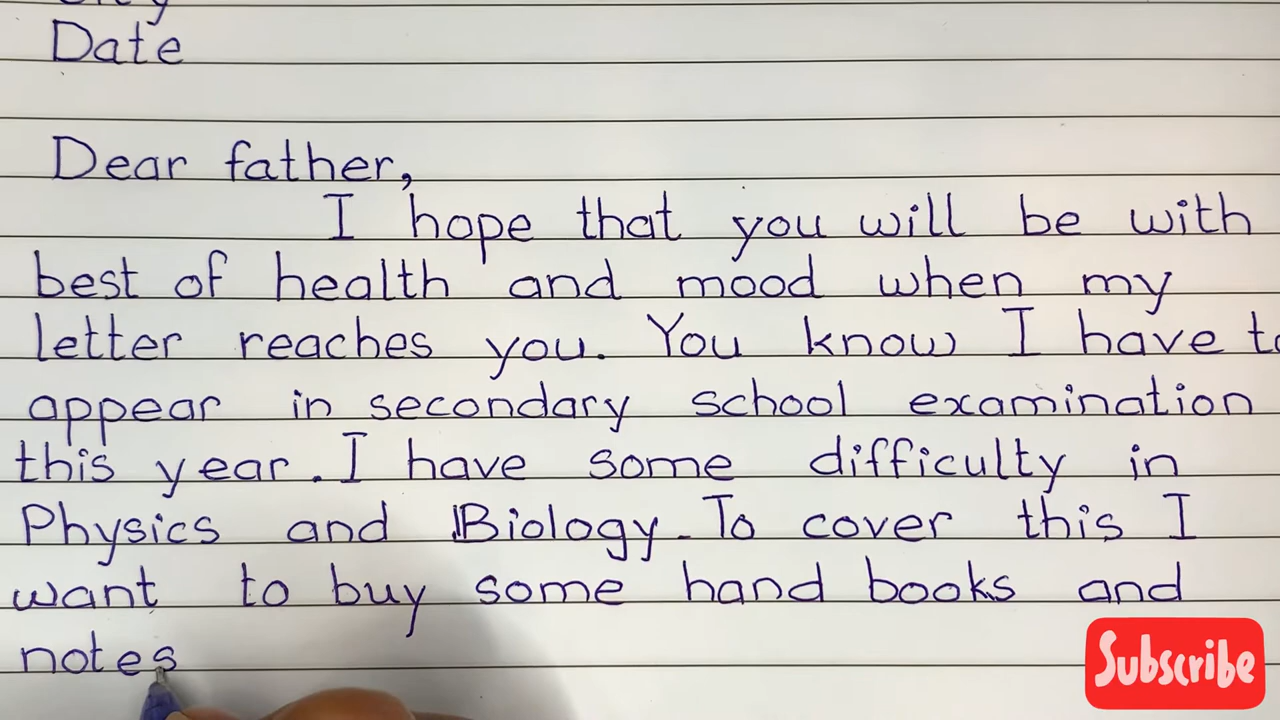 Date
Dear father,
I hope that you will be with
best of health and mood when my
letter reaches you. You know I have to
appear in secondary school examination
this year. I have some difficulty in
Physics and Biology. To cover this I
want to buy some hand books and
notes
Subscribe